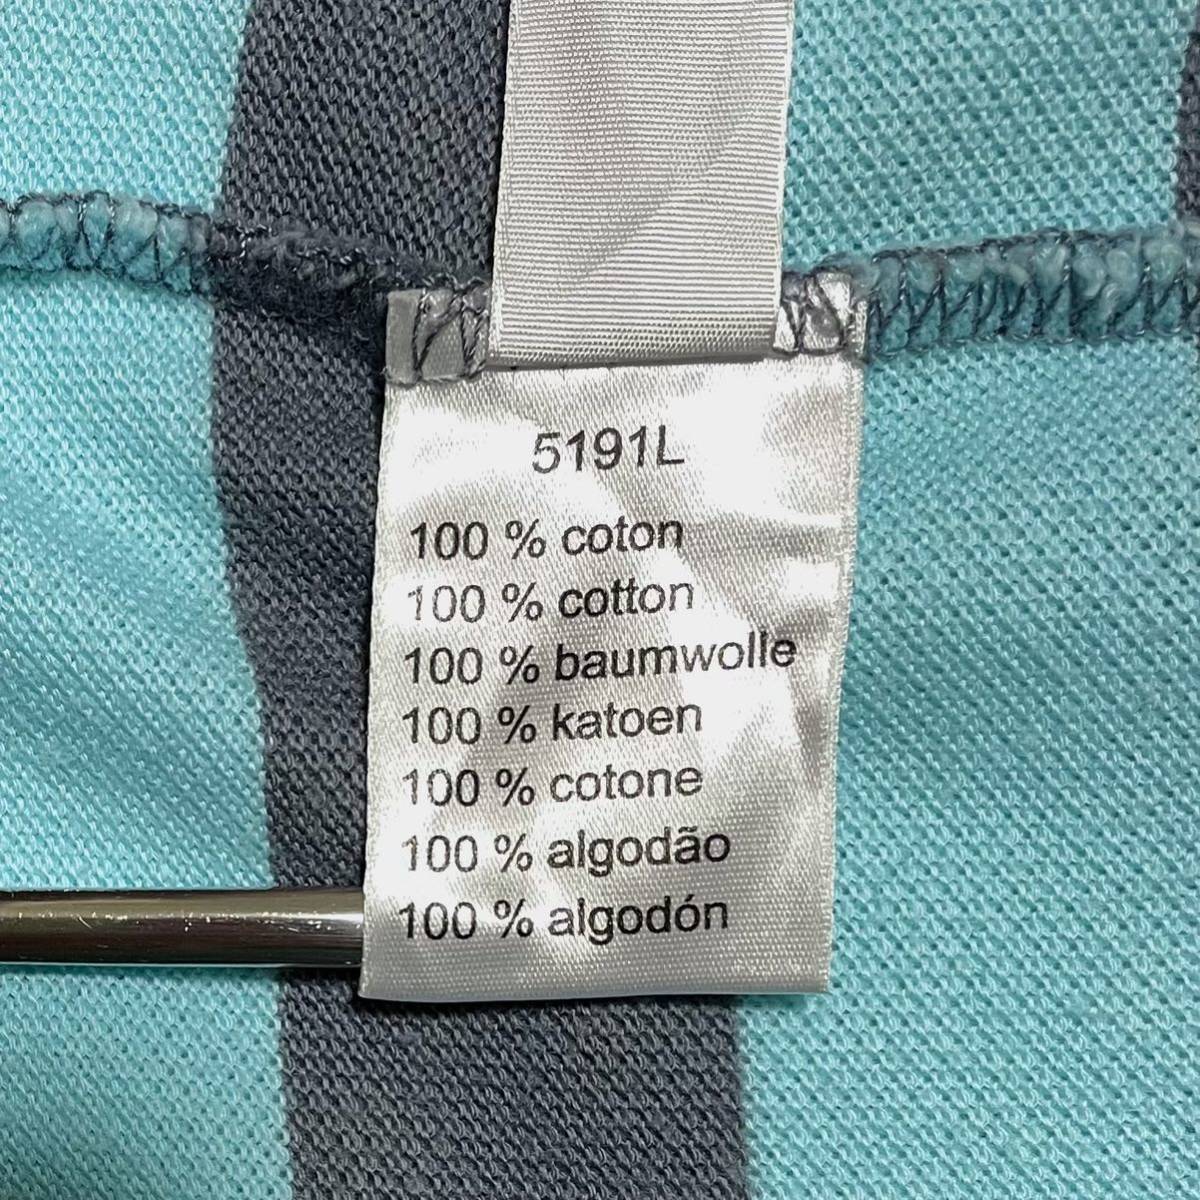 5191L
100 % coton
100 % cotton
100 % baumwolle
100 % katoen
100 % cotone
100 % algodão
100 % algodón